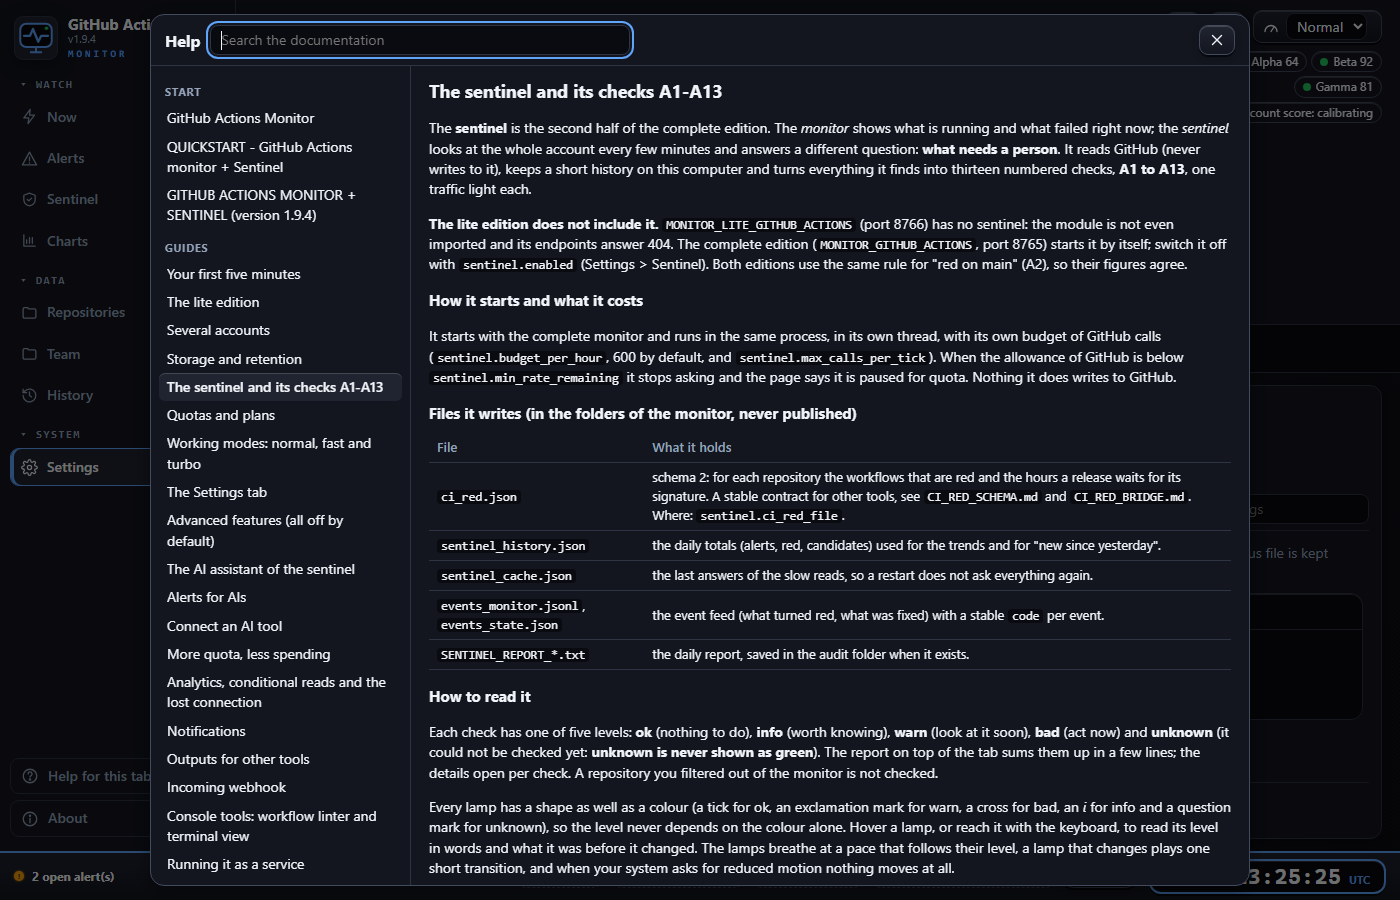 GitHub Acti
v1.9.4
MONITOR
WATCH
Now
Alerts
Sentinel
Charts
DATA
Repositories
Team
History
SYSTEM
Settings
Help for this tab
About
2 open alert(s)
Help
Search the documentation
START
GitHub Actions Monitor
QUICKSTART - GitHub Actions
monitor + Sentinel
GITHUB ACTIONS MONITOR +
SENTINEL (version 1.9.4)
GUIDES
Your first five minutes
The lite edition
Several accounts
Storage and retention
The sentinel and its checks A1-A13
Quotas and plans
Working modes: normal, fast and
turbo
The Settings tab
Advanced features (all off by
default)
The AI assistant of the sentinel
Alerts for AIs
Connect an AI tool
More quota, less spending
Analytics, conditional reads and the
lost connection
Notifications
Outputs for other tools
Incoming webhook
Console tools: workflow linter and
terminal view
Running it as a service
The sentinel and its checks A1-A13
The sentinel is the second half of the complete edition. The monitor shows what is running and what failed right now; the sentinel
looks at the whole account every few minutes and answers a different question: what needs a person. It reads GitHub (never
writes to it), keeps a short history on this computer and turns everything it finds into thirteen numbered checks, A1 to A13, one
traffic light each.
The lite edition does not include it. MONITOR_LITE_GITHUB_ACTIONS (port 8766) has no sentinel: the module is not even
imported and its endpoints answer 404. The complete edition ( MONITOR_GITHUB_ACTIONS , port 8765) starts it by itself; switch it off
with sentinel.enabled (Settings > Sentinel). Both editions use the same rule for "red on main" (A2), so their figures agree.
How it starts and what it costs
It starts with the complete monitor and runs in the same process, in its own thread, with its own budget of GitHub calls
( sentinel.budget_per_hour , 600 by default, and sentinel.max_calls_per_tick ). When the allowance of GitHub is below
sentinel.min_rate_remaining it stops asking and the page says it is paused for quota. Nothing it does writes to GitHub.
Files it writes (in the folders of the monitor, never published)
File What it holds
ci_red.json schema 2: for each repository the workflows that are red and the hours a release waits for its
signature. A stable contract for other tools, see CI_RED_SCHEMA.md and CI_RED_BRIDGE.md .
Where: sentinel.ci_red_file .
sentinel_history.json the daily totals (alerts, red, candidates) used for the trends and for "new since yesterday".
sentinel_cache.json the last answers of the slow reads, so a restart does not ask everything again.
events_monitor.jsonl ,
events_state.json the event feed (what turned red, what was fixed) with a stable code per event.
SENTINEL_REPORT_*.txt the daily report, saved in the audit folder when it exists.
How to read it
Each check has one of five levels: ok (nothing to do), info (worth knowing), warn (look at it soon), bad (act now) and unknown (it
could not be checked yet: unknown is never shown as green). The report on top of the tab sums them up in a few lines; the
details open per check. A repository you filtered out of the monitor is not checked.
Every lamp has a shape as well as a colour (a tick for ok, an exclamation mark for warn, a cross for bad, an i for info and a question
mark for unknown), so the level never depends on the colour alone. Hover a lamp, or reach it with the keyboard, to read its level
in words and what it was before it changed. The lamps breathe at a pace that follows their level, a lamp that changes plays one
short transition, and when your system asks for reduced motion nothing moves at all.
Normal
Alpha 64
Beta 92
Gamma 81
count score: calibrating
gs
us file is kept
3:25:25 UTC